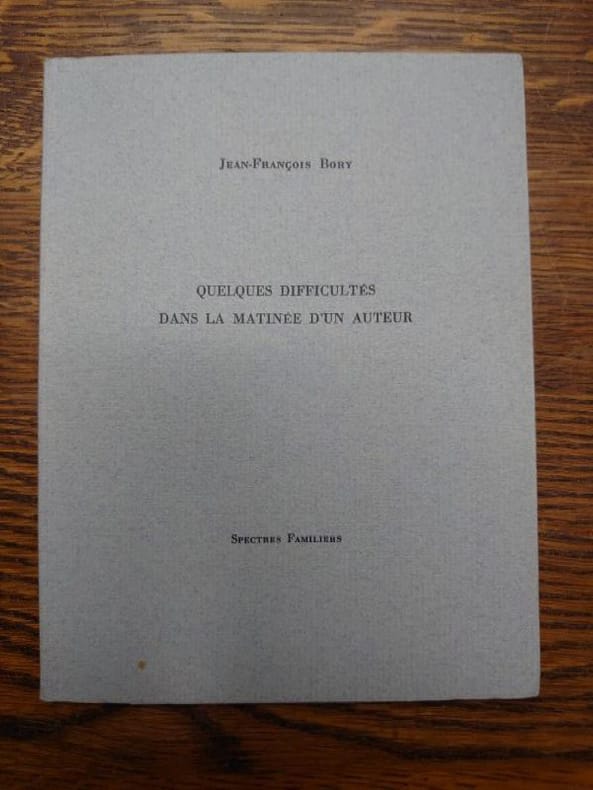 Jean-François Bory
QUELQUES DIFFICULTÉS
DANS LA MATINÉE D'UN AUTEUR
Spectres Familiers